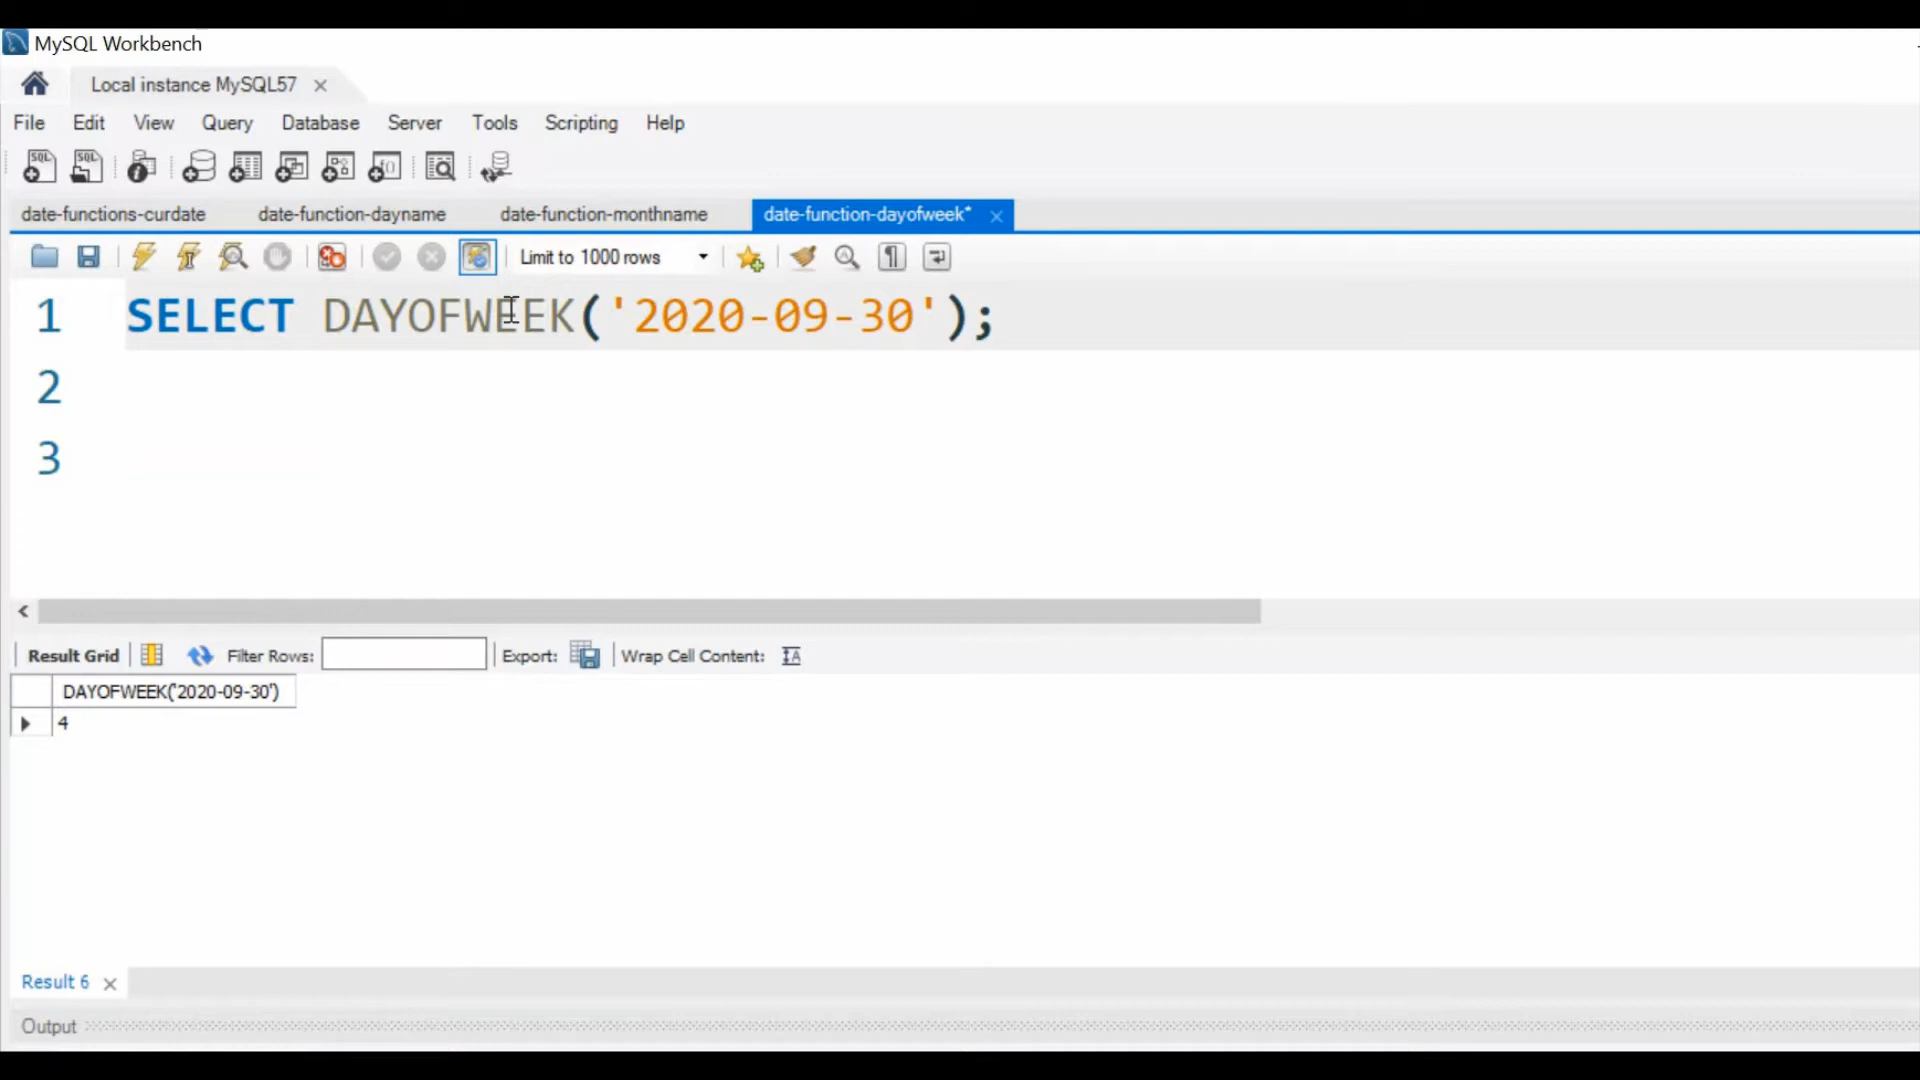 MySQL Workbench
Local instance MySQL57
File Edit View Query Database Server Tools Scripting Help
date-functions-curdate date-function-dayname date-function-monthname date-function-dayofweek*
Limit to 1000 rows
1 SELECT DAYOFWEEK('2020-09-30');
2
3
Result Grid Filter Rows: Export: Wrap Cell Content:
DAYOFWEEK('2020-09-30')
4
Result 6
Output